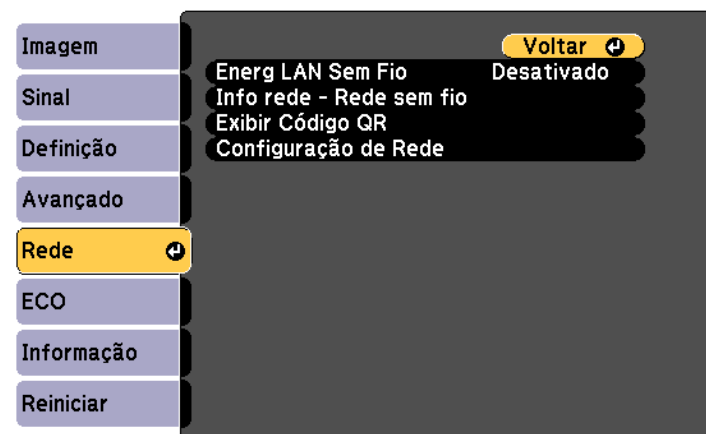 Imagem
Sinal
Definição
Avançado
Rede
ECO
Informação
Reiniciar
Voltar
Energ LAN Sem Fio Desativado
Info rede - Rede sem fio
Exibir Código QR
Configuração de Rede